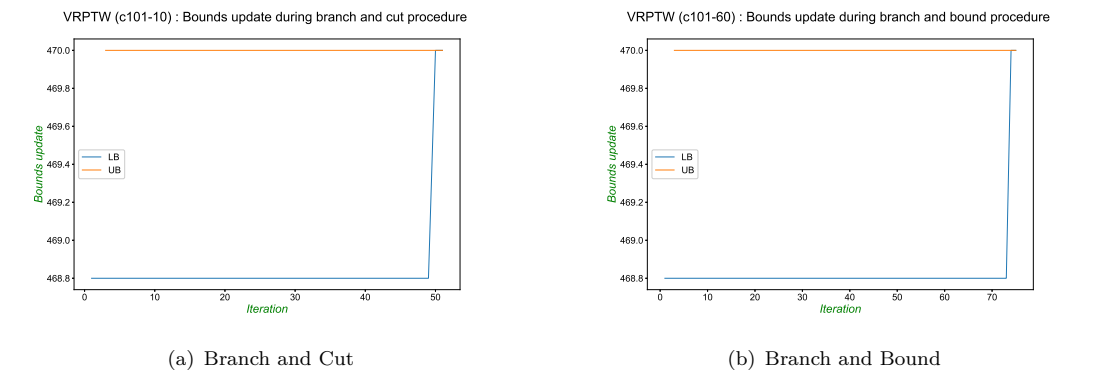 VRPTW (c101-10) : Bounds update during branch and cut procedure
470.0
469.8
469.6
469.4
469.2
469.0
468.8
Bounds update
LB
UB
0 10 20 30 40 50
Iteration
(a) Branch and Cut
VRPTW (c101-60) : Bounds update during branch and bound procedure
470.0
469.8
469.6
469.4
469.2
469.0
468.8
Bounds update
LB
UB
0 10 20 30 40 50 60 70
Iteration
(b) Branch and Bound